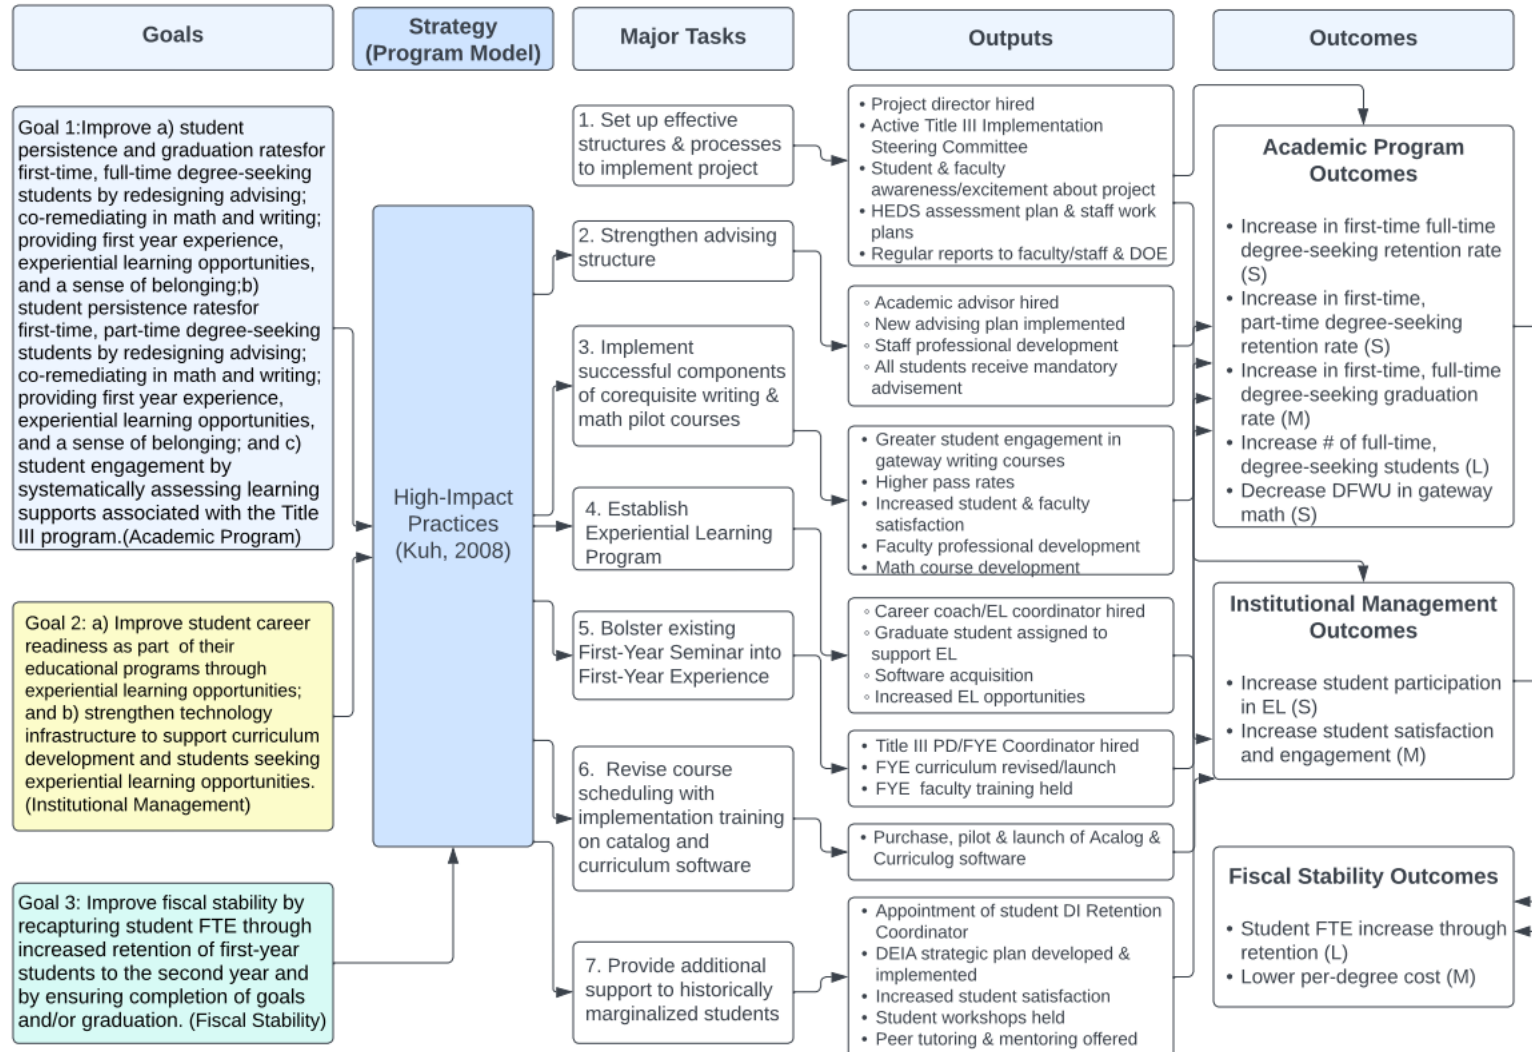 Goals
Strategy
(Program Model)
Major Tasks
Outputs
Outcomes
Goal 1:Improve a) student
persistence and graduation ratesfor
first-time, full-time degree-seeking
students by redesigning advising;
co-remediating in math and writing;
providing first year experience,
experiential learning opportunities,
and a sense of belonging;b)
student persistence ratesfor
first-time, part-time degree-seeking
students by redesigning advising;
co-remediating in math and writing;
providing first year experience,
experiential learning opportunities,
and a sense of belonging; and c)
student engagement by
systematically assessing learning
supports associated with the Title
III program.(Academic Program)
Goal 2: a) Improve student career
readiness as part  of their
educational programs through
experiential learning opportunities;
and b) strengthen technology
infrastructure to support curriculum
development and students seeking
experiential learning opportunities.
(Institutional Management)
Goal 3: Improve fiscal stability by
recapturing student FTE through
increased retention of first-year
students to the second year and
by ensuring completion of goals
and/or graduation. (Fiscal Stability)
High-Impact
Practices
(Kuh, 2008)
1. Set up effective
structures & processes
to implement project
2. Strengthen advising
structure
3. Implement
successful components
of corequisite writing &
math pilot courses
4. Establish
Experiential Learning
Program
5. Bolster existing
First-Year Seminar into
First-Year Experience
6.  Revise course
scheduling with
implementation training
on catalog and
curriculum software
7. Provide additional
support to historically
marginalized students
• Project director hired
• Active Title III Implementation
Steering Committee
• Student & faculty
awareness/excitement about project
• HEDS assessment plan & staff work
plans
• Regular reports to faculty/staff & DOE
◦ Academic advisor hired
◦ New advising plan implemented
◦ Staff professional development
◦ All students receive mandatory
advisement
• Greater student engagement in
gateway writing courses
• Higher pass rates
• Increased student & faculty
satisfaction
• Faculty professional development
• Math course development
◦ Career coach/EL coordinator hired
◦ Graduate student assigned to
support EL
◦ Software acquisition
◦ Increased EL opportunities
• Title III PD/FYE Coordinator hired
• FYE curriculum revised/launch
• FYE  faculty training held
• Purchase, pilot & launch of Acalog &
Curriculog software
• Appointment of student DI Retention
Coordinator
• DEIA strategic plan developed &
implemented
• Increased student satisfaction
• Student workshops held
• Peer tutoring & mentoring offered
Academic Program
Outcomes
• Increase in first-time full-time
degree-seeking retention rate
(S)
• Increase in first-time,
part-time degree-seeking
retention rate (S)
• Increase in first-time, full-time
degree-seeking graduation
rate (M)
• Increase # of full-time,
degree-seeking students (L)
• Decrease DFWU in gateway
math (S)
Institutional Management
Outcomes
• Increase student participation
in EL (S)
• Increase student satisfaction
and engagement (M)
Fiscal Stability Outcomes
• Student FTE increase through
retention (L)
• Lower per-degree cost (M)